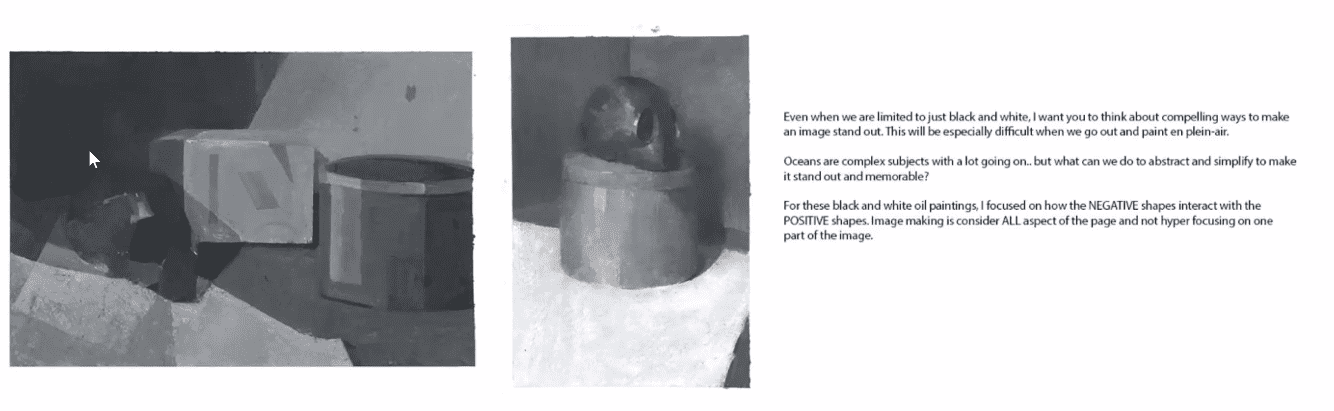 Even when we are limited to just black and white, I want you to think about compelling ways to make
an image stand out. This will be especially difficult when we go out and paint en plein-air.
Oceans are complex subjects with a lot going on.. but what can we do to abstract and simplify to make
it stand out and memorable?
For these black and white oil paintings, I focused on how the NEGATIVE shapes interact with the
POSITIVE shapes. Image making is consider ALL aspect of the page and not hyper focusing on one
part of the image.